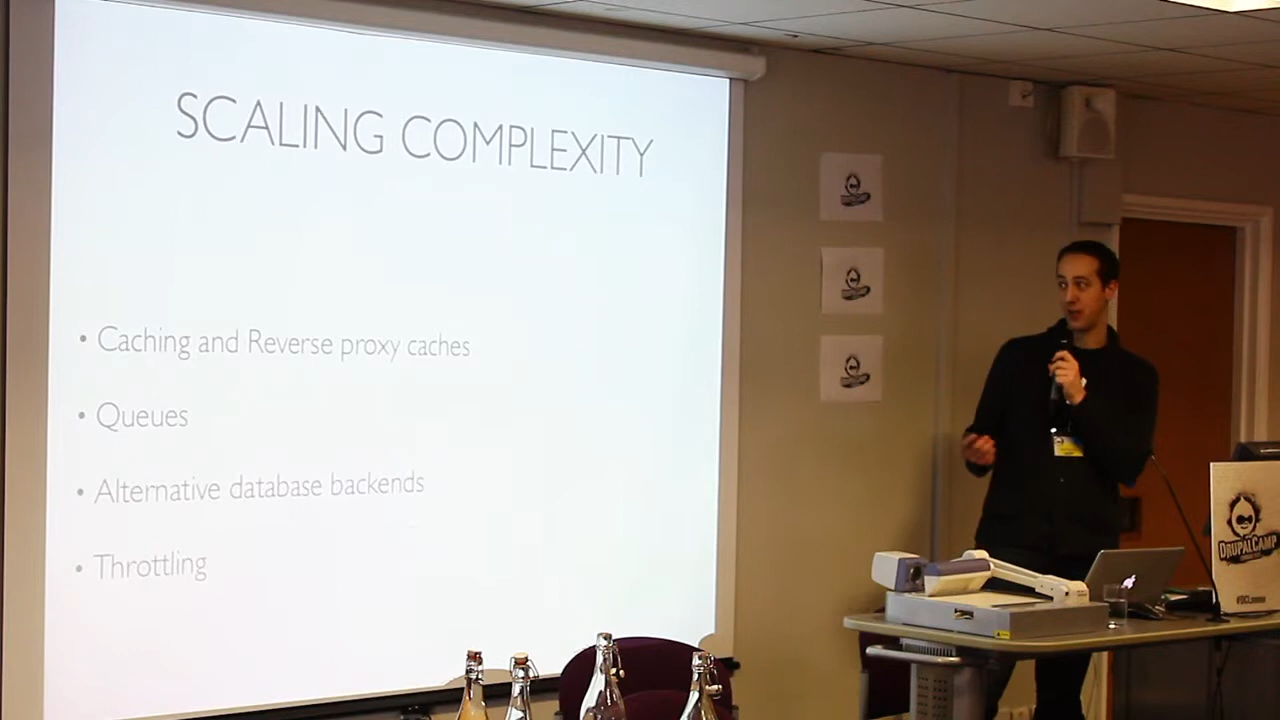 SCALING COMPLEXITY
• Caching and Reverse proxy caches
• Queues
• Alternative database backends
• Throttling
DRUPALCAMP